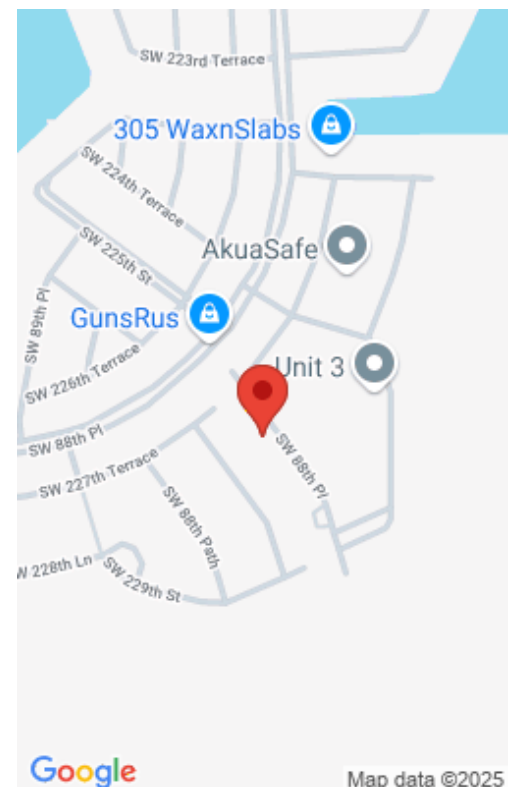 SW 223rd Terrace
305 WaxnSlabs
SW 224th Terrace
AkuaSafe
SW 225th St
SW 89th Pl
GunsRus
Unit 3
SW 226th Terrace
SW 88th Pl
SW 88th Pl
SW 227th Terrace
SW 88th Path
W 228th Ln
SW 229th St
Google
Map data ©2025